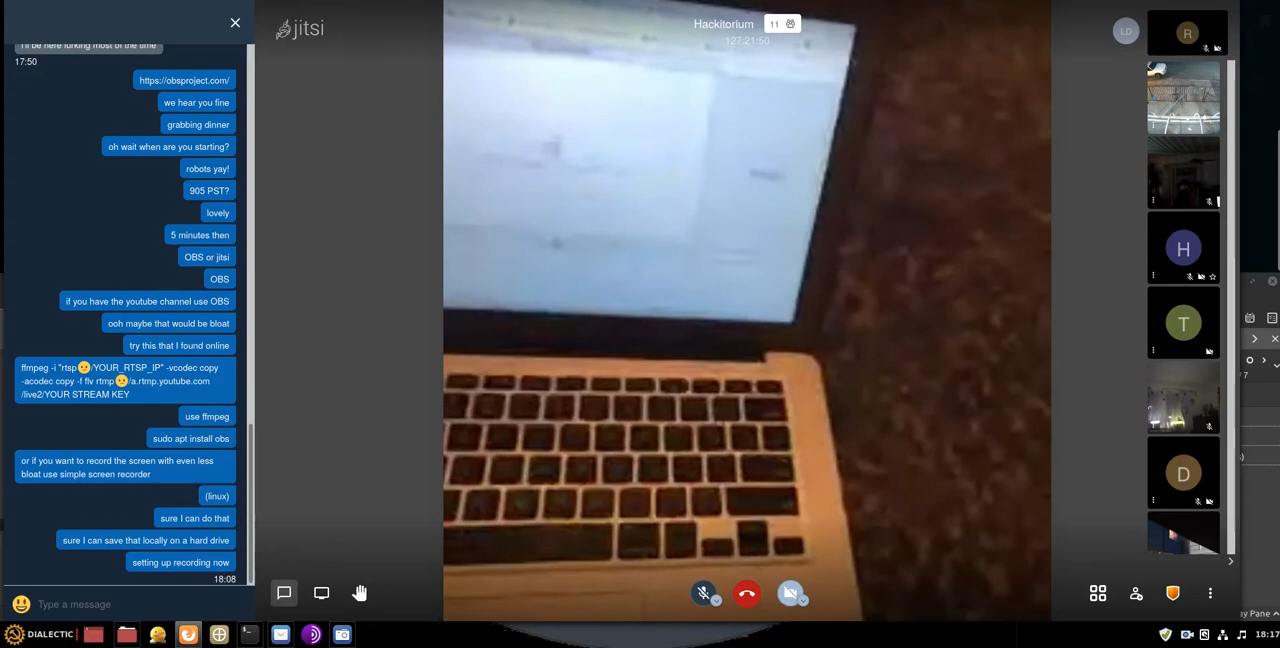 I'll be here lurking most of the time
17:50
https://obsproject.com/
we hear you fine
grabbing dinner
oh wait when are you starting?
robots yay!
905 PST?
lovely
5 minutes then
OBS or jitsi
OBS
if you have the youtube channel use OBS
ooh maybe that would be bloat
try this that I found online
ffmpeg -i "rtsp😕/YOUR_RTSP_IP" -vcodec copy
-acodec copy -f flv rtmp😕/a.rtmp.youtube.com
/live2/YOUR STREAM KEY
use ffmpeg
sudo apt install obs
or if you want to record the screen with even less
bloat use simple screen recorder
(linux)
sure I can do that
sure I can save that locally on a hard drive
setting up recording now
18:08
Type a message
jitsi
Hackitorium
11
127:21:50
LD
R
H
T
D
/ 7
ay Pane
DIALECTIC
18:17